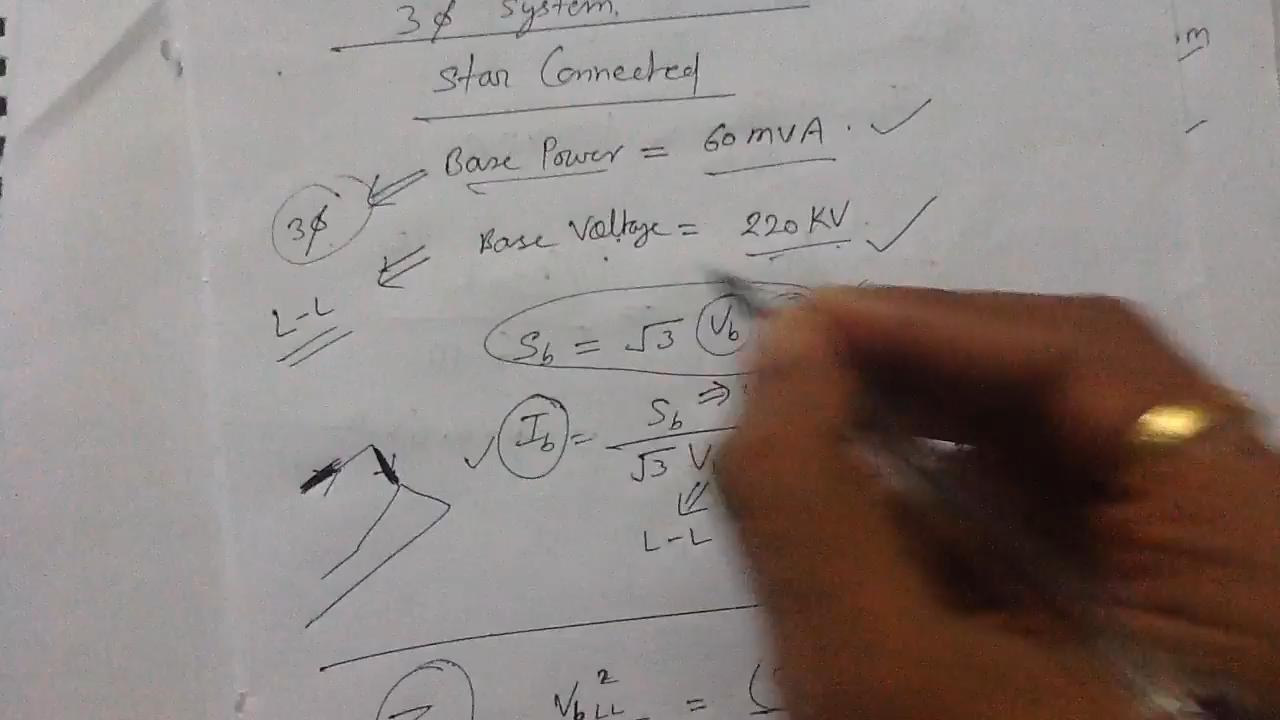 3ϕ System.
Star Connected
Base Power = 60 mVA.
3ϕ
Base Voltage = 220 KV.
L-L
Sb = √3 Vb
Ib = Sb ⇒
√3 V
L-L
VbLL² =
m